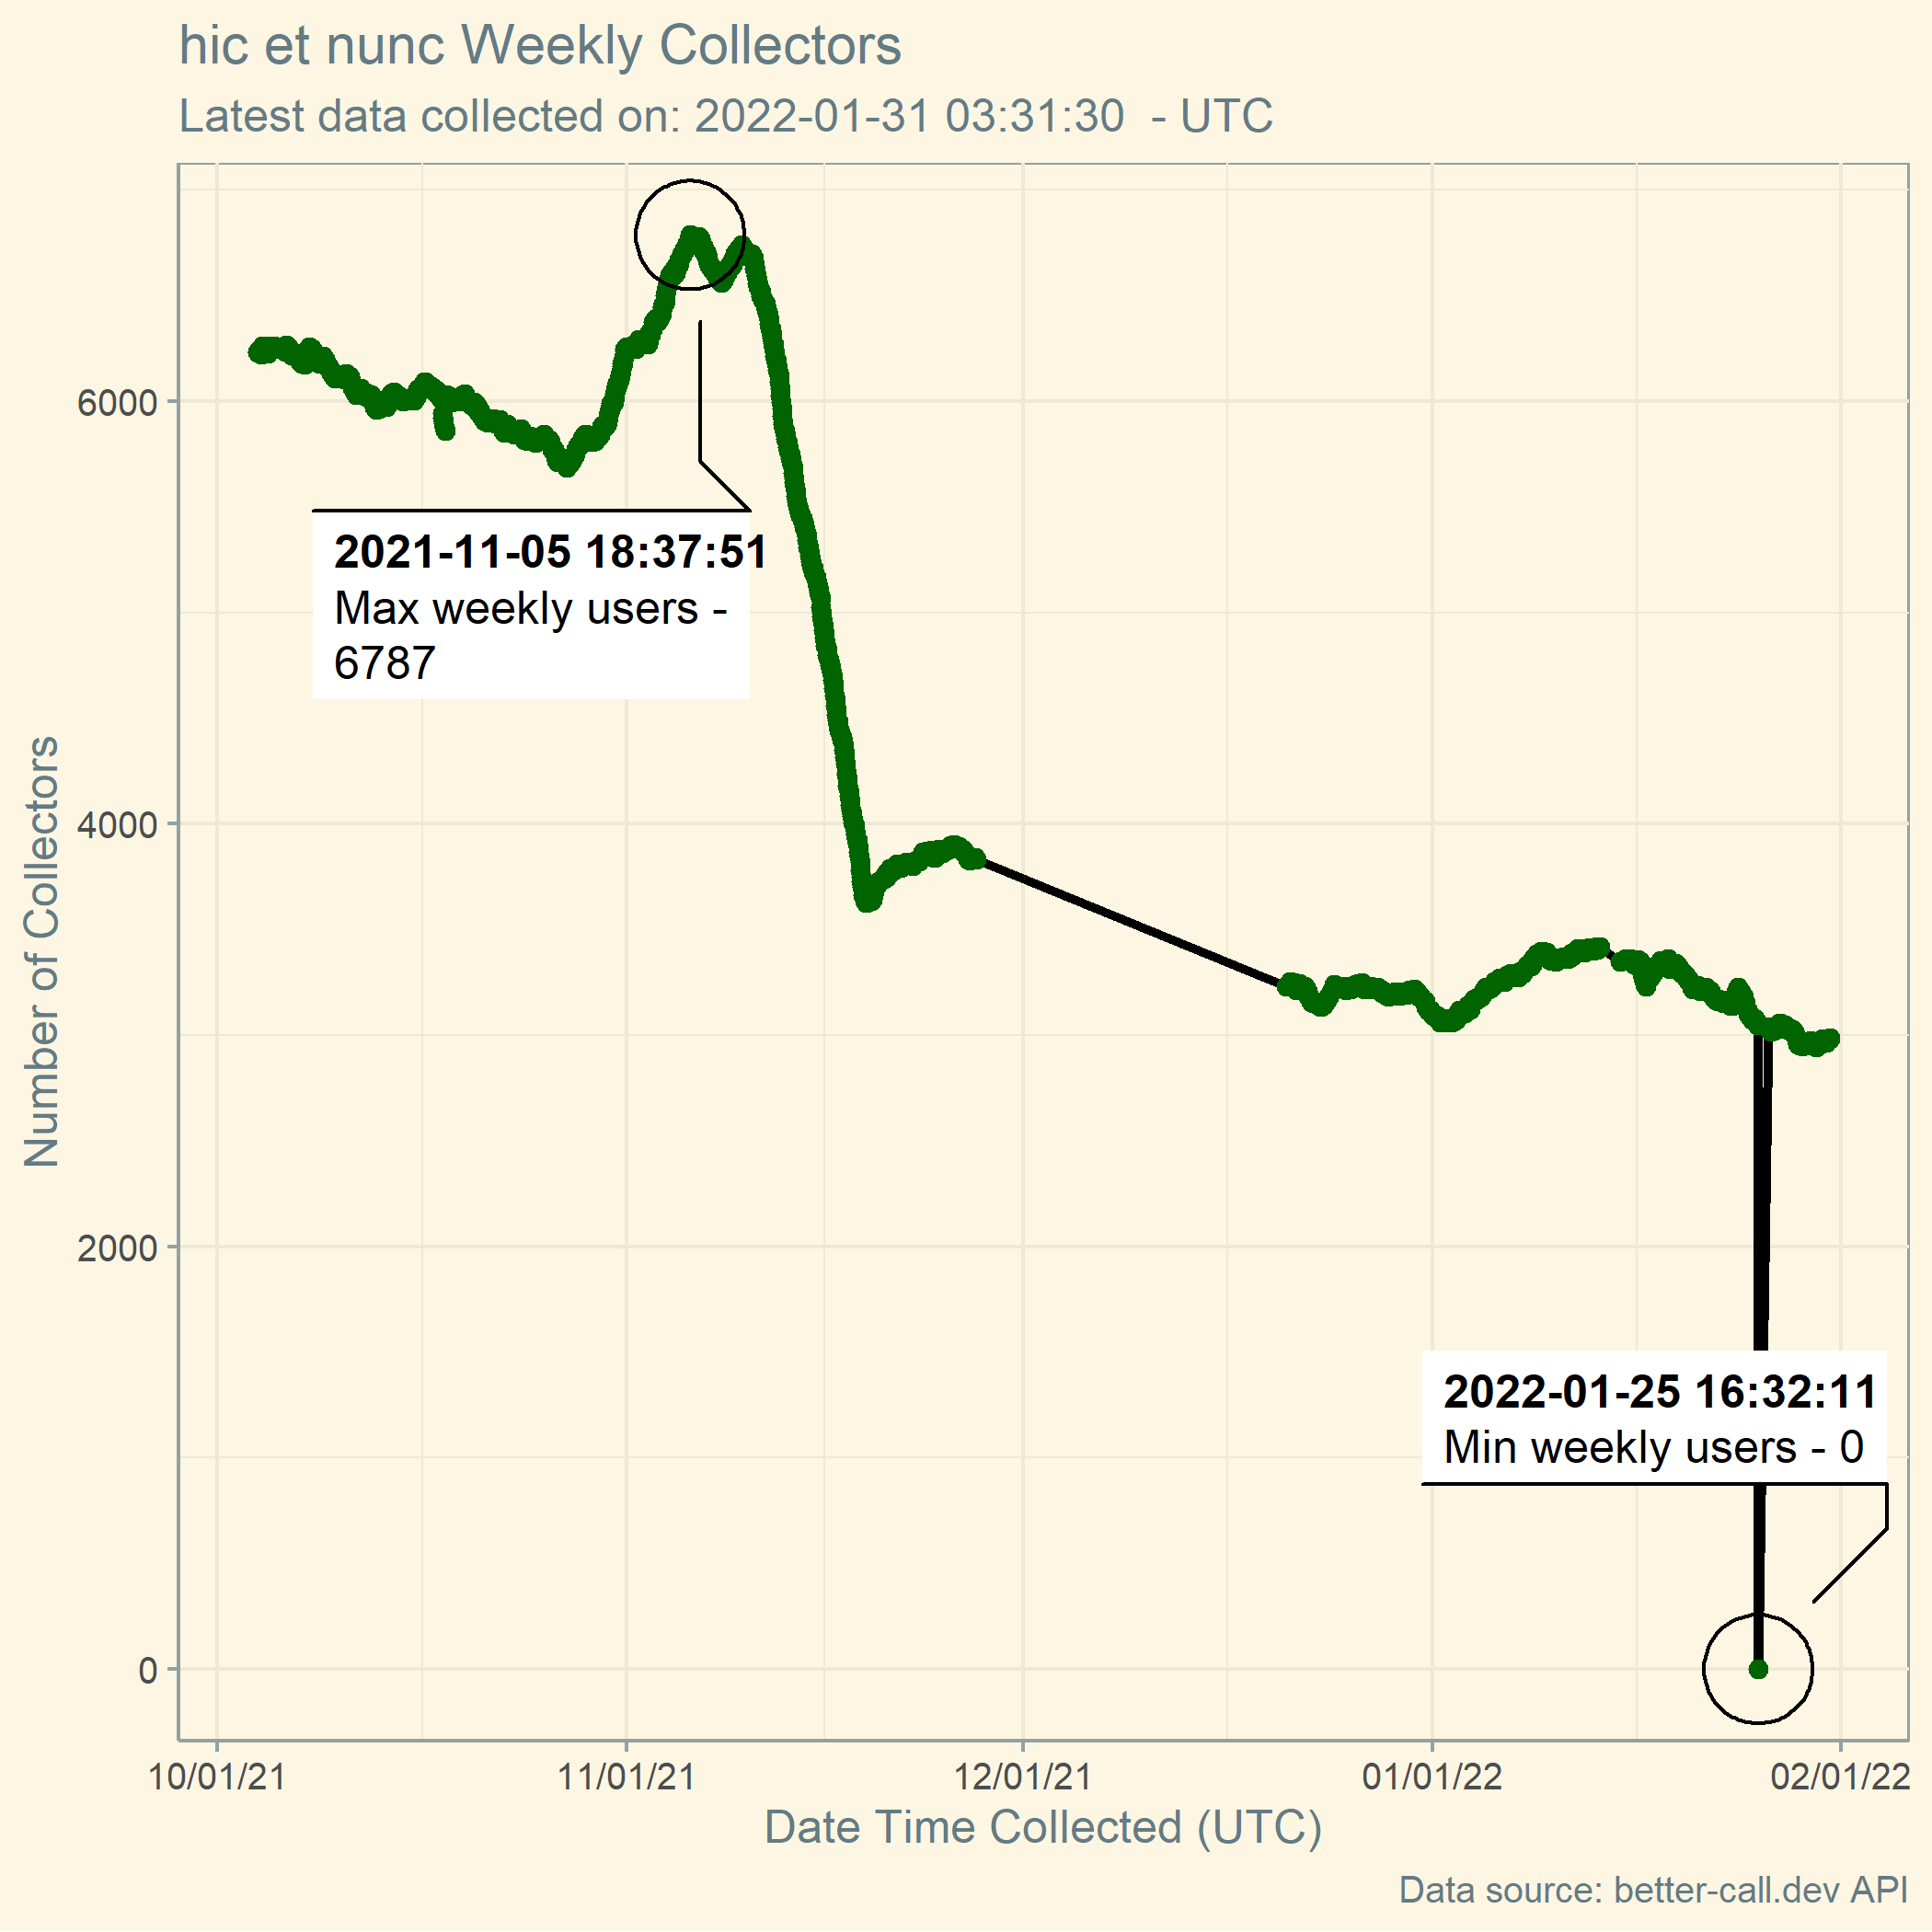 hic et nunc Weekly Collectors
Latest data collected on: 2022-01-31 03:31:30  - UTC
Number of Collectors
6000
4000
2000
0
2021-11-05 18:37:51
Max weekly users -
6787
2022-01-25 16:32:11
Min weekly users - 0
10/01/21
11/01/21
12/01/21
01/01/22
02/01/22
Date Time Collected (UTC)
Data source: better-call.dev API